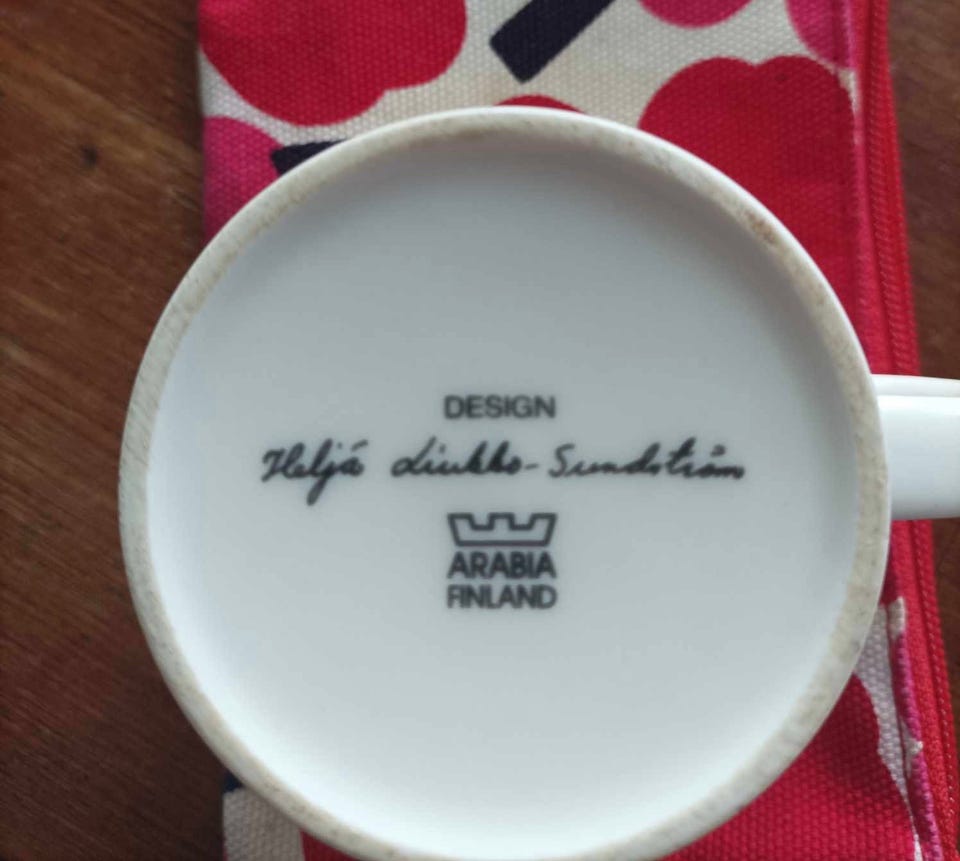 DESIGN
Heljä Liukko-Sundström
ARABIA
FINLAND